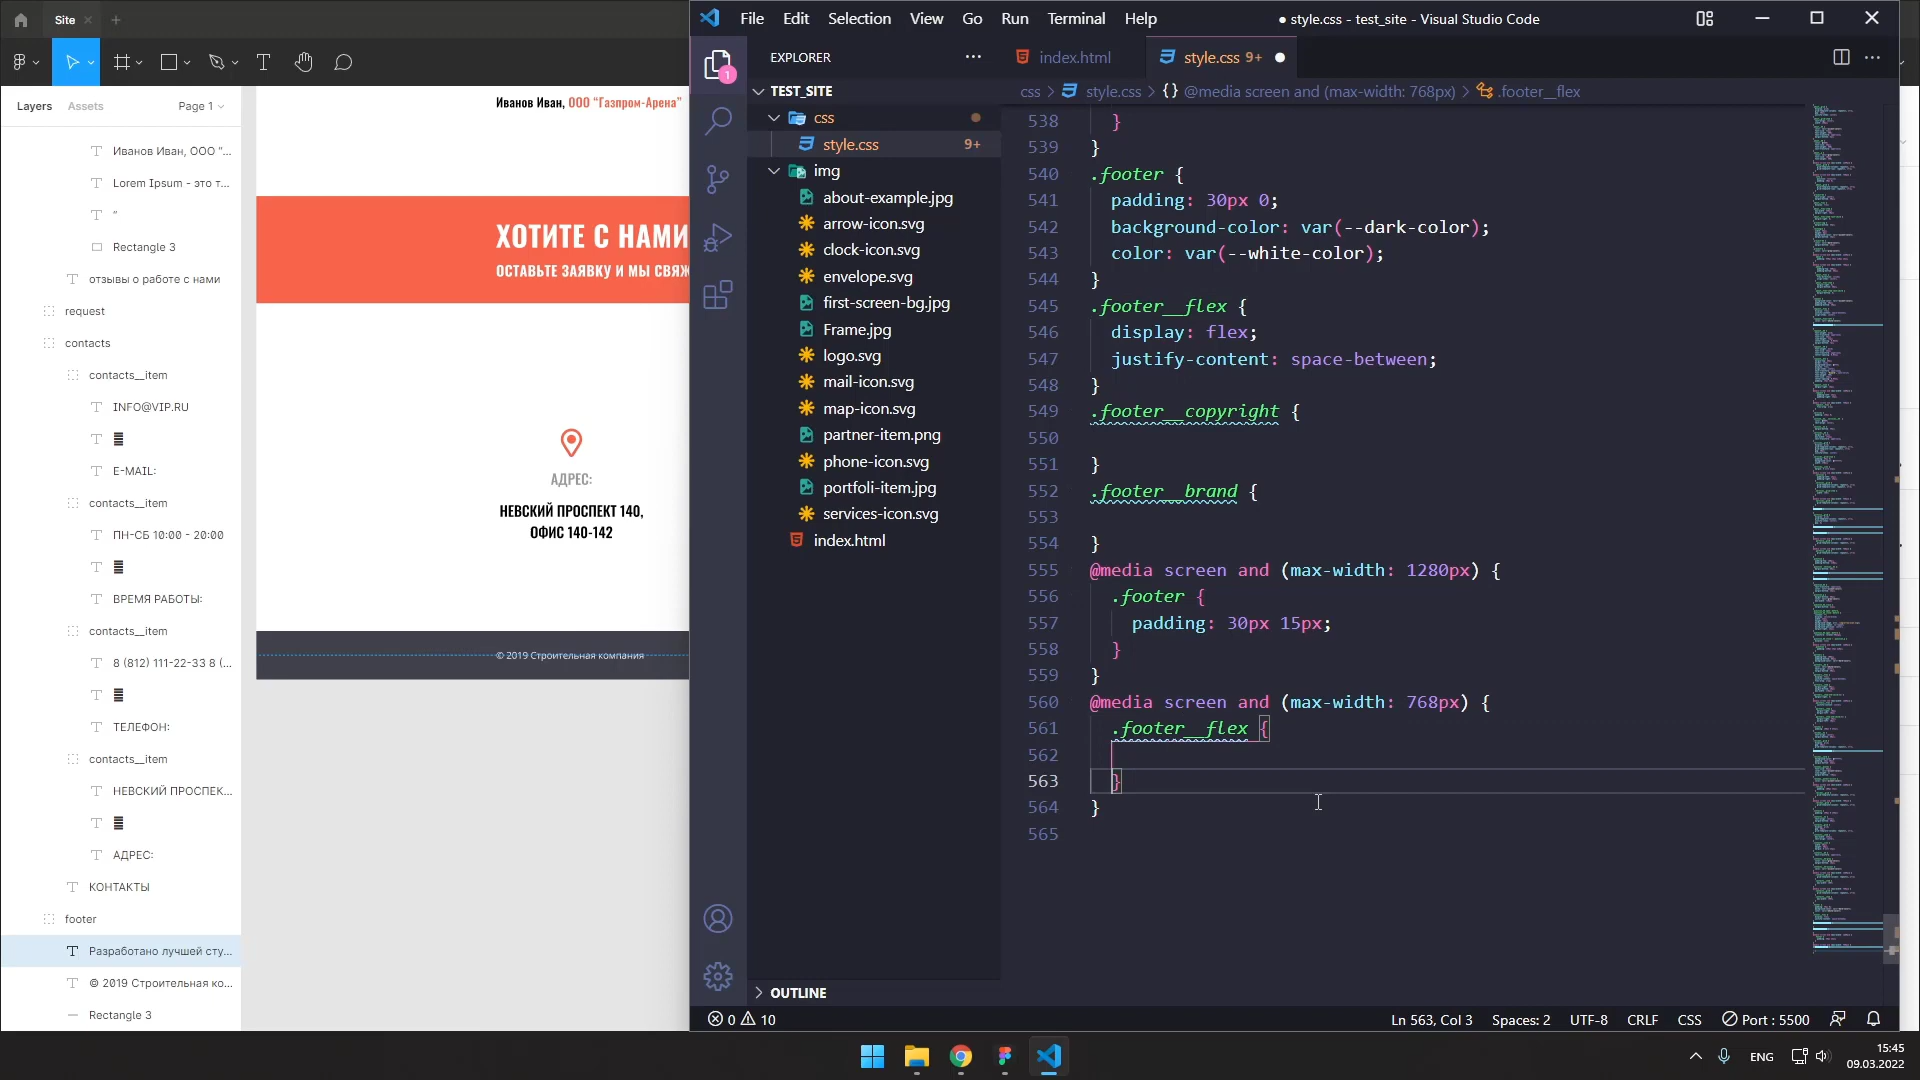 Site
Layers
Assets
Page 1
Иванов Иван, ООО "...
Lorem Ipsum - это т...
"
Rectangle 3
отзывы о работе с нами
request
contacts
contacts__item
INFO@VIP.RU
E-MAIL:
contacts__item
ПН-СБ 10:00 - 20:00
ВРЕМЯ РАБОТЫ:
contacts__item
8 (812) 111-22-33 8 (...
ТЕЛЕФОН:
contacts__item
НЕВСКИЙ ПРОСПЕК...
АДРЕС:
КОНТАКТЫ
footer
Разработано лучшей сту...
© 2019 Строительная ко...
Rectangle 3
Иванов Иван, ООО "Газпром-Арена"
ХОТИТЕ С НАМИ
ОСТАВЬТЕ ЗАЯВКУ И МЫ СВЯЖ
АДРЕС:
НЕВСКИЙ ПРОСПЕКТ 140,
ОФИС 140-142
© 2019 Строительная компания
File Edit Selection View Go Run Terminal Help
● style.css - test_site - Visual Studio Code
1
EXPLORER
TEST_SITE
css
style.css 9+
img
about-example.jpg
arrow-icon.svg
clock-icon.svg
envelope.svg
first-screen-bg.jpg
Frame.jpg
logo.svg
mail-icon.svg
map-icon.svg
partner-item.png
phone-icon.svg
portfoli-item.jpg
services-icon.svg
index.html
OUTLINE
index.html
style.css 9+
css > style.css > {} @media screen and (max-width: 768px) > .footer__flex
538 }
539 }
540 .footer {
541 padding: 30px 0;
542 background-color: var(--dark-color);
543 color: var(--white-color);
544 }
545 .footer__flex {
546 display: flex;
547 justify-content: space-between;
548 }
549 .footer__copyright {
550
551 }
552 .footer__brand {
553
554 }
555 @media screen and (max-width: 1280px) {
556 .footer {
557 padding: 30px 15px;
558 }
559 }
560 @media screen and (max-width: 768px) {
561 .footer__flex {
562
563 }
564 }
565
0 10
Ln 563, Col 3
Spaces: 2
UTF-8
CRLF
CSS
Port : 5500
ENG
15:45
09.03.2022